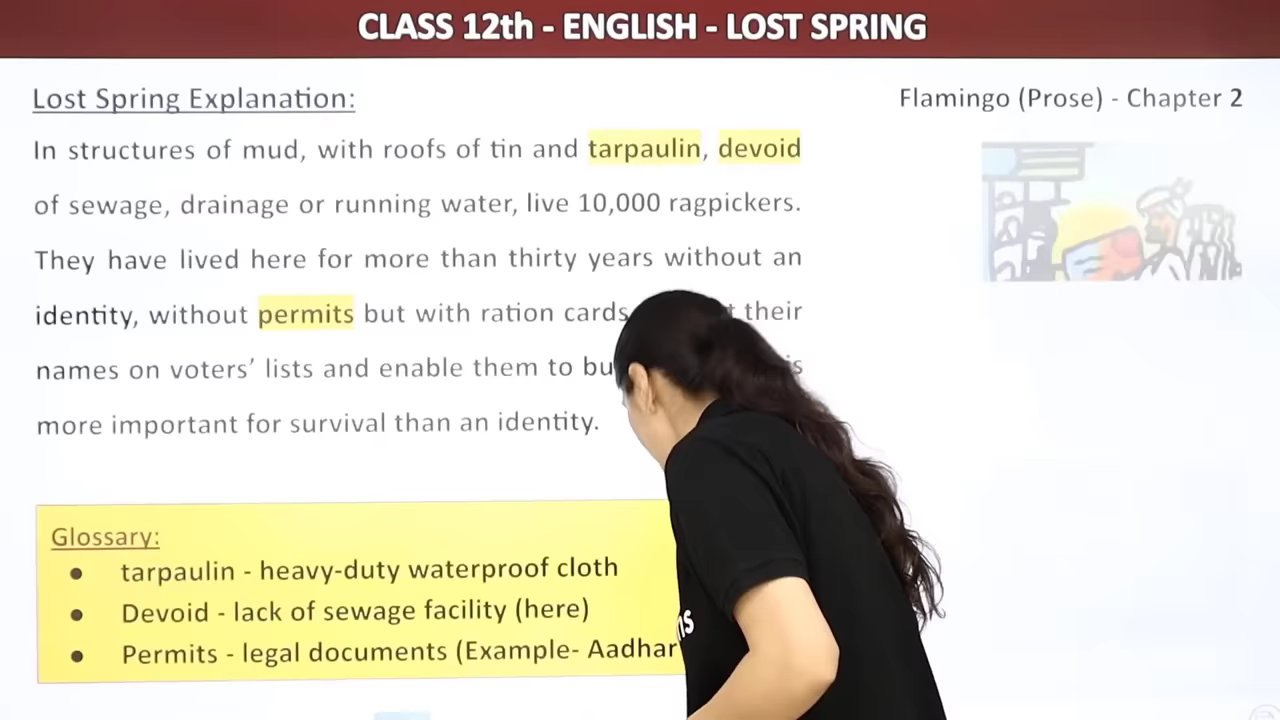 CLASS 12th - ENGLISH - LOST SPRING
Lost Spring Explanation:
Flamingo (Prose) - Chapter 2
In structures of mud, with roofs of tin and tarpaulin, devoid
of sewage, drainage or running water, live 10,000 ragpickers.
They have lived here for more than thirty years without an
identity, without permits but with ration cards their
names on voters’ lists and enable them to
more important for survival than an identity.
Glossary:
● tarpaulin - heavy-duty waterproof cloth
● Devoid - lack of sewage facility (here)
● Permits - legal documents (Example- Aadhar